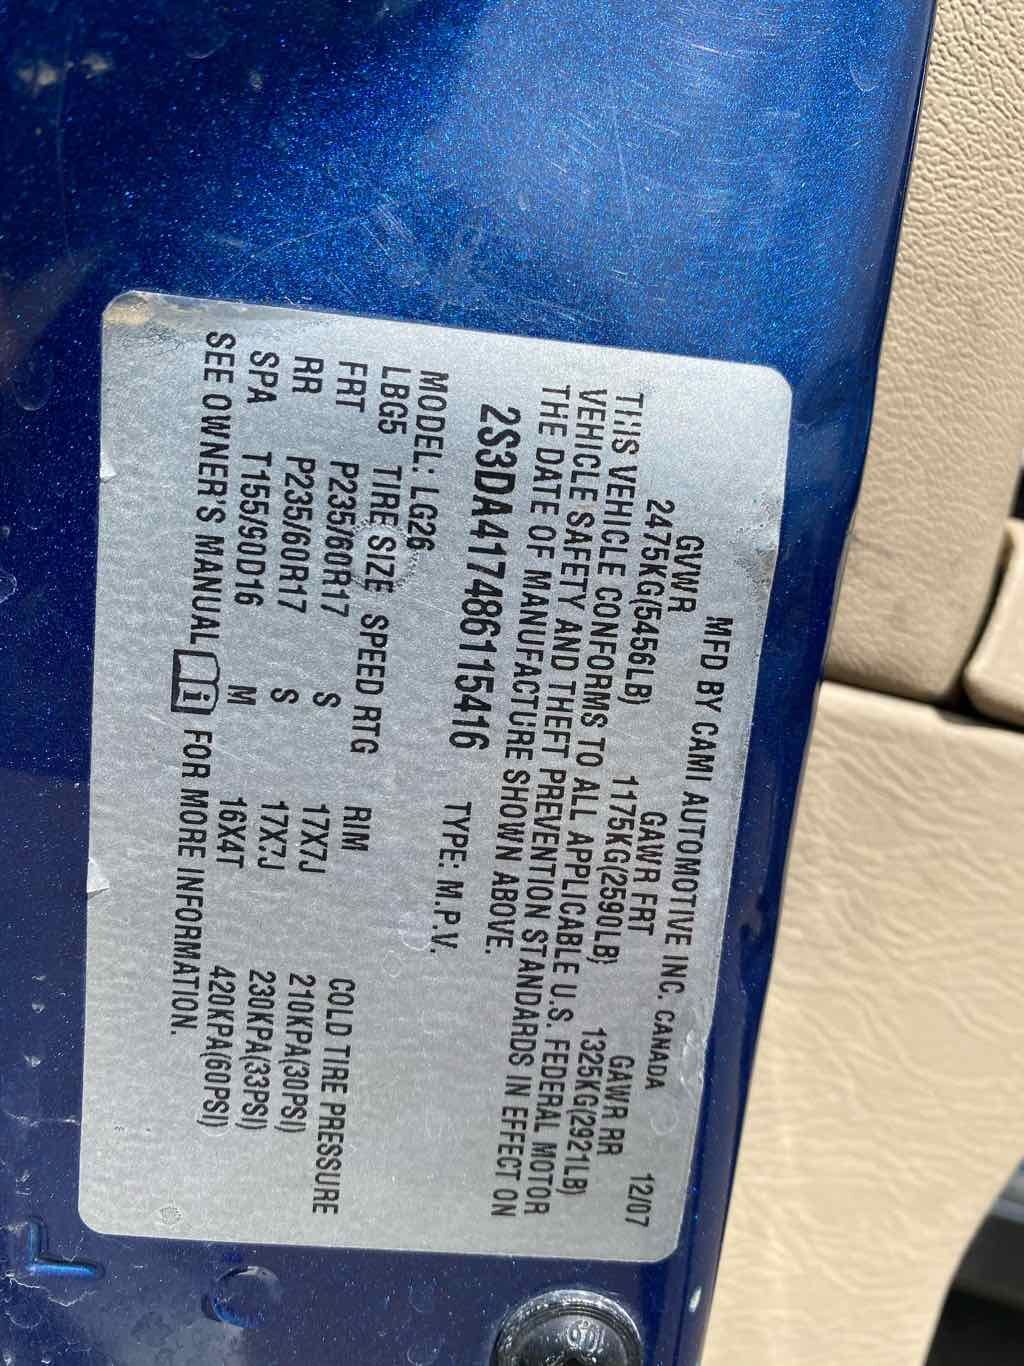 MFD BY CAMI AUTOMOTIVE INC. CANADA 12/07
GVWR GAWR FRT GAWR RR
2475KG(5456LB) 1175KG(2590LB) 1325KG(2921LB)
THIS VEHICLE CONFORMS TO ALL APPLICABLE U.S. FEDERAL MOTOR
VEHICLE SAFETY AND THEFT PREVENTION STANDARDS IN EFFECT ON
THE DATE OF MANUFACTURE SHOWN ABOVE.
2S3DA417486115416 TYPE: M.P.V.
MODEL: LG26
LBG5 TIRE SIZE SPEED RTG RIM COLD TIRE PRESSURE
FRT P235/60R17 S 17X7J 210KPA(30PSI)
RR P235/60R17 S 17X7J 230KPA(33PSI)
SPA T155/90D16 M 16X4T 420KPA(60PSI)
SEE OWNER'S MANUAL i FOR MORE INFORMATION.